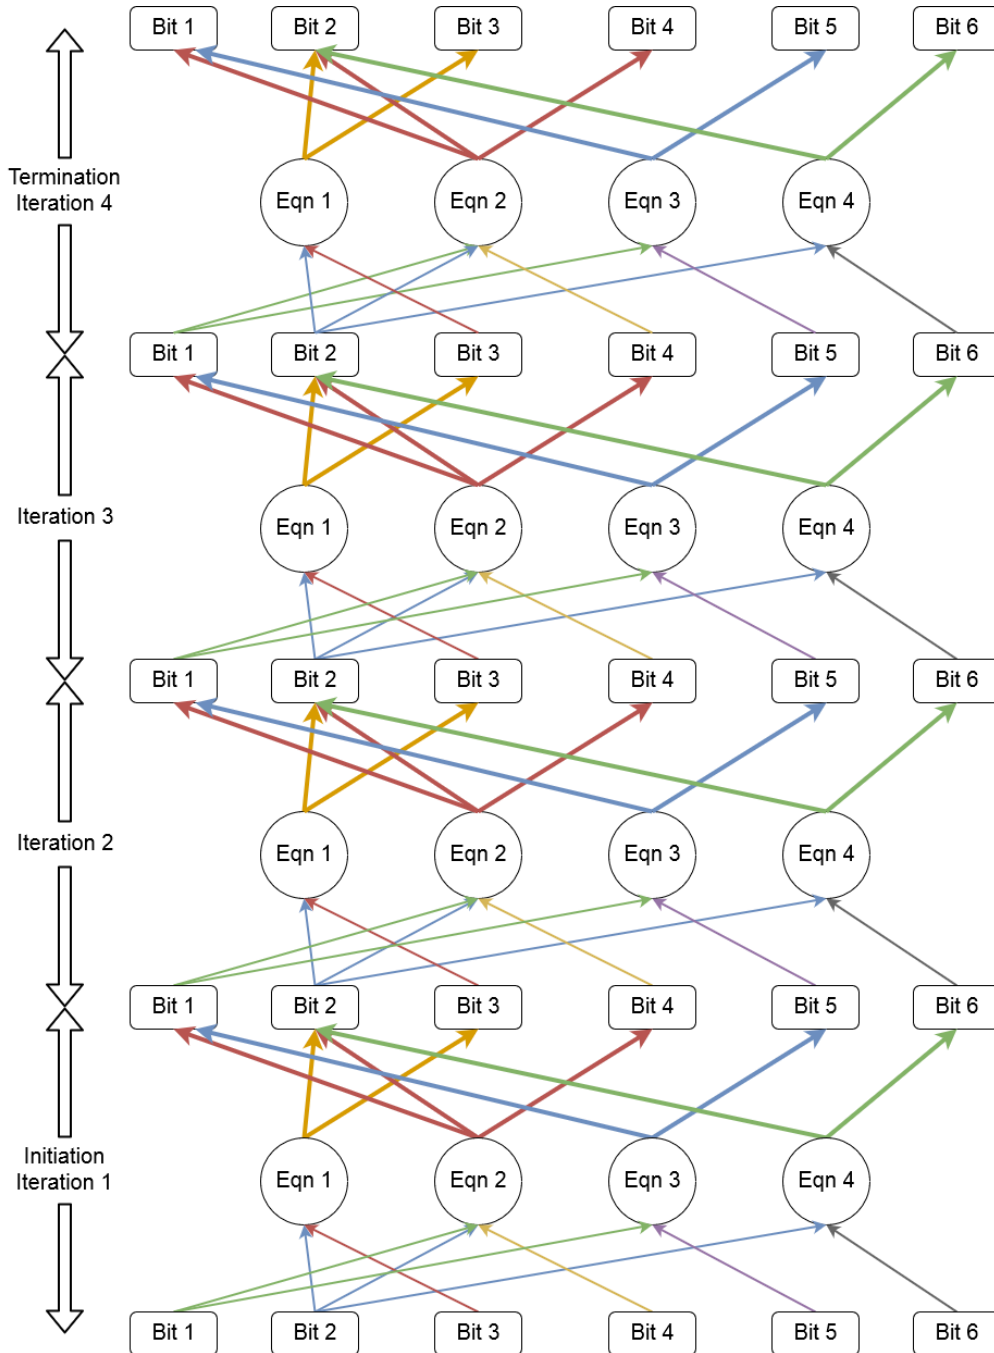 Bit 1 Bit 2 Bit 3 Bit 4 Bit 5 Bit 6
Termination
Iteration 4
Eqn 1 Eqn 2 Eqn 3 Eqn 4
Bit 1 Bit 2 Bit 3 Bit 4 Bit 5 Bit 6
Iteration 3
Eqn 1 Eqn 2 Eqn 3 Eqn 4
Bit 1 Bit 2 Bit 3 Bit 4 Bit 5 Bit 6
Iteration 2
Eqn 1 Eqn 2 Eqn 3 Eqn 4
Bit 1 Bit 2 Bit 3 Bit 4 Bit 5 Bit 6
Initiation
Iteration 1
Eqn 1 Eqn 2 Eqn 3 Eqn 4
Bit 1 Bit 2 Bit 3 Bit 4 Bit 5 Bit 6